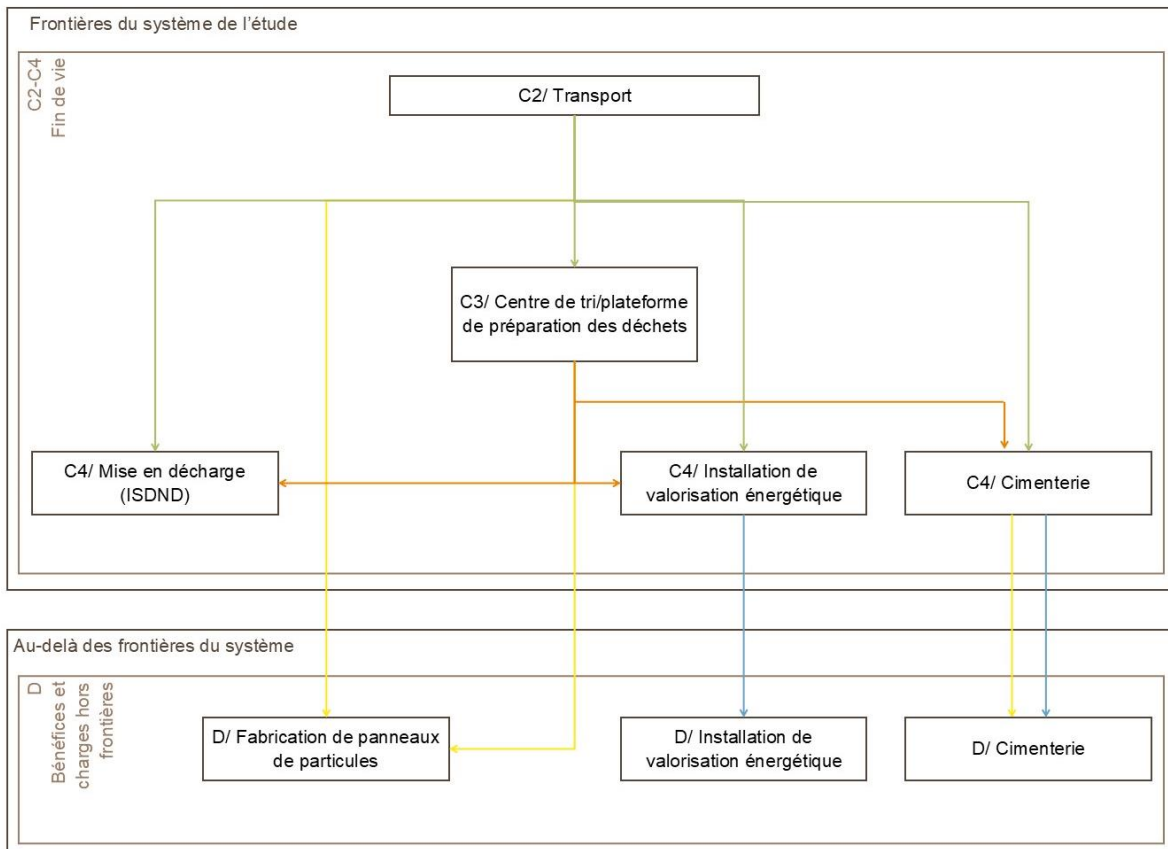 Frontières du système de l’étude
C2-C4
Fin de vie
C2/ Transport
C3/ Centre de tri/plateforme
de préparation des déchets
C4/ Mise en décharge
(ISDND)
C4/ Installation de
valorisation énergétique
C4/ Cimenterie
Au-delà des frontières du système
D
Bénéfices et
charges hors
frontières
D/ Fabrication de panneaux
de particules
D/ Installation de
valorisation énergétique
D/ Cimenterie